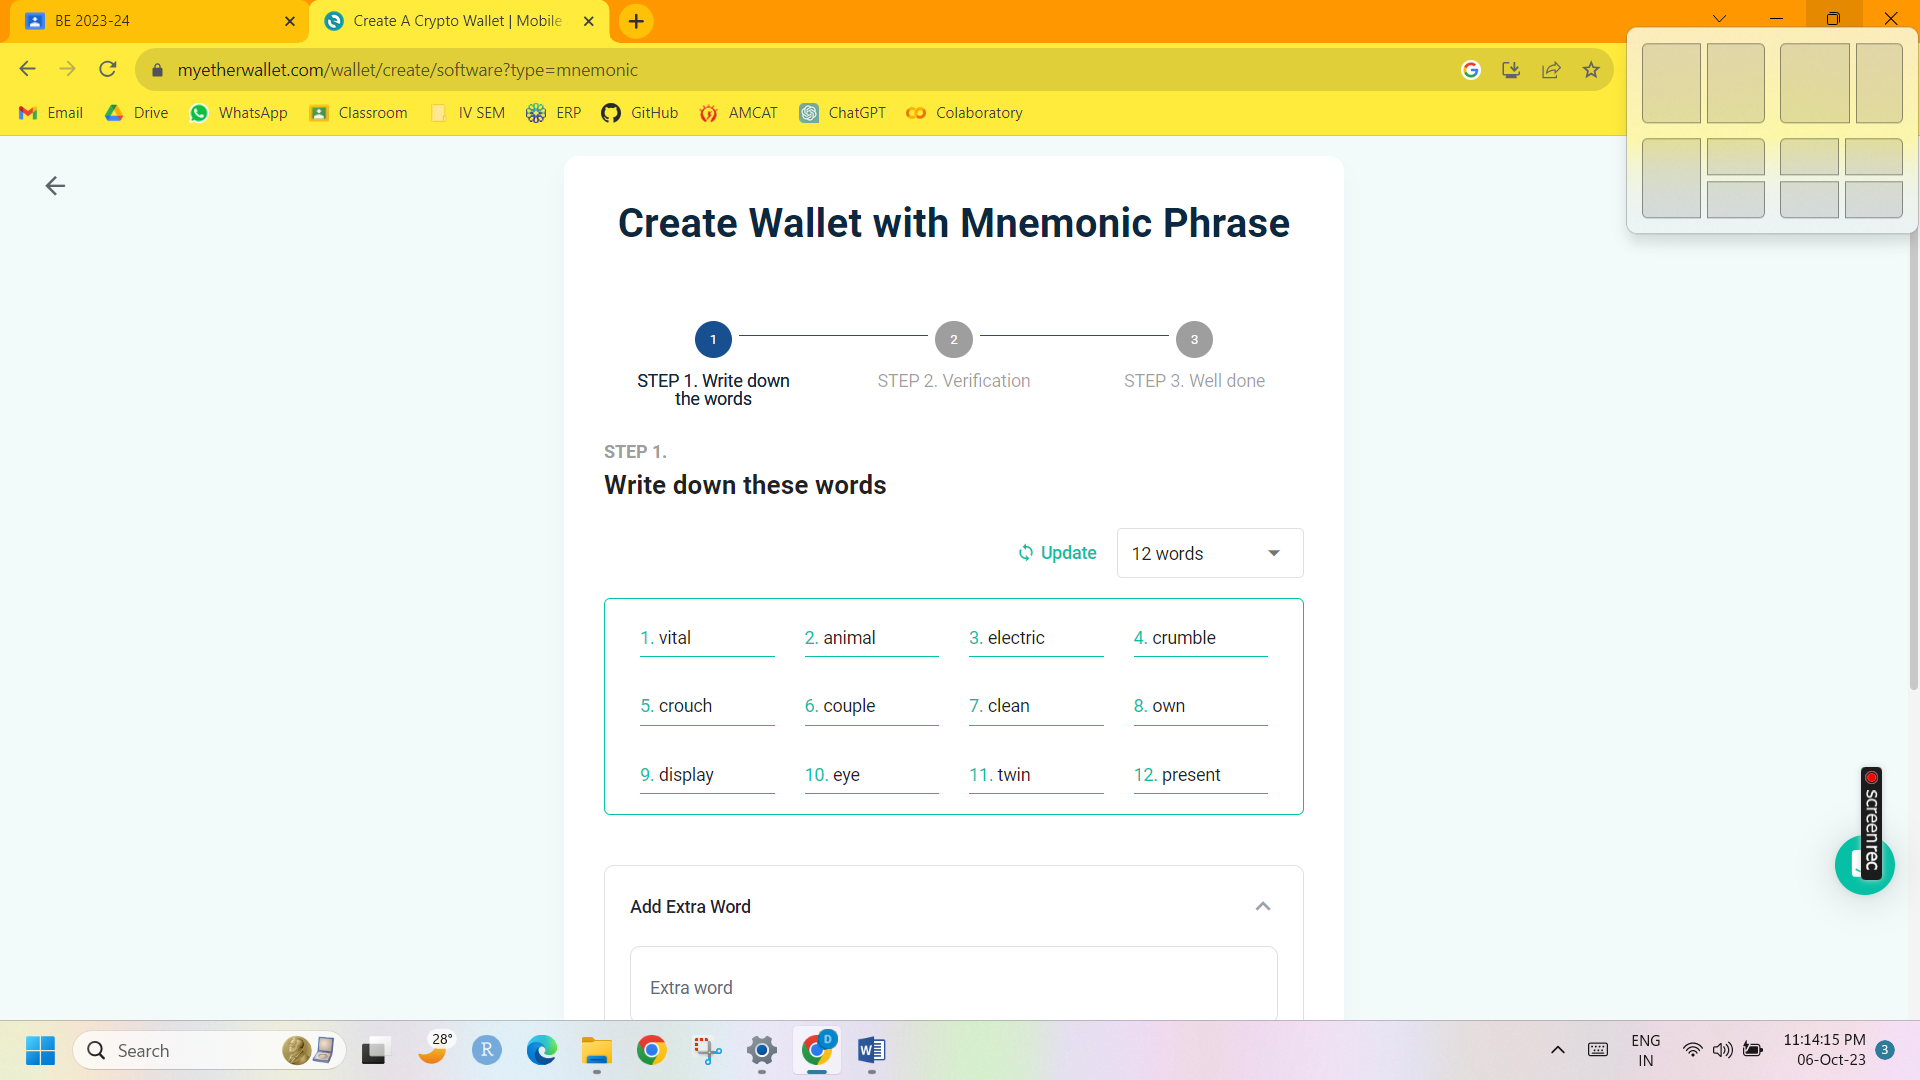 BE 2023-24
Create A Crypto Wallet | Mobile
myetherwallet.com/wallet/create/software?type=mnemonic
Email Drive WhatsApp Classroom IV SEM ERP GitHub AMCAT ChatGPT Colaboratory
Create Wallet with Mnemonic Phrase
1 2 3
STEP 1. Write down the words
STEP 2. Verification
STEP 3. Well done
STEP 1.
Write down these words
Update
12 words
1. vital 2. animal 3. electric 4. crumble
5. crouch 6. couple 7. clean 8. own
9. display 10. eye 11. twin 12. present
Add Extra Word
Extra word
screenrec
Search
28°
R
D
W
ENG
IN
11:14:15 PM
06-Oct-23
3